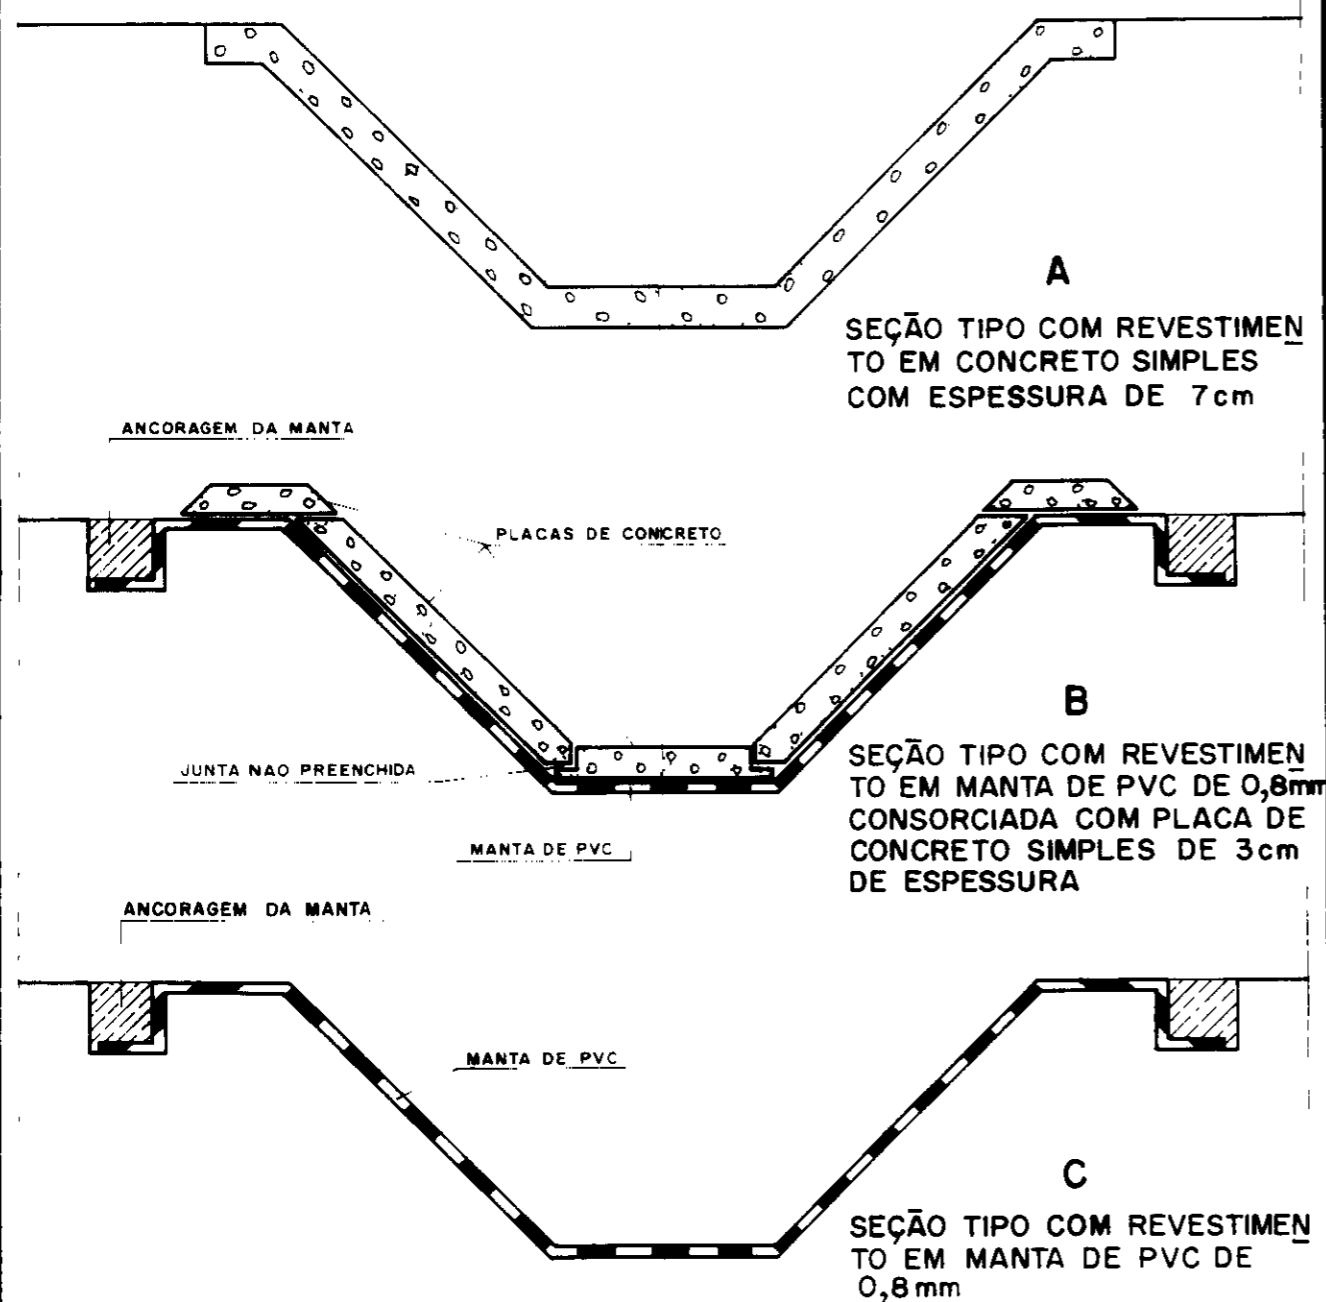 A
SEÇÃO TIPO COM REVESTIMEN
TO EM CONCRETO SIMPLES
COM ESPESSURA DE 7cm
ANCORAGEM DA MANTA
PLACAS DE CONCRETO
B
JUNTA NAO PREENCHIDA
SEÇÃO TIPO COM REVESTIMEN
TO EM MANTA DE PVC DE 0,8mm
CONSORCIADA COM PLACA DE
CONCRETO SIMPLES DE 3cm
DE ESPESSURA
MANTA DE PVC
ANCORAGEM DA MANTA
MANTA DE PVC
C
SEÇÃO TIPO COM REVESTIMEN
TO EM MANTA DE PVC DE
0,8mm